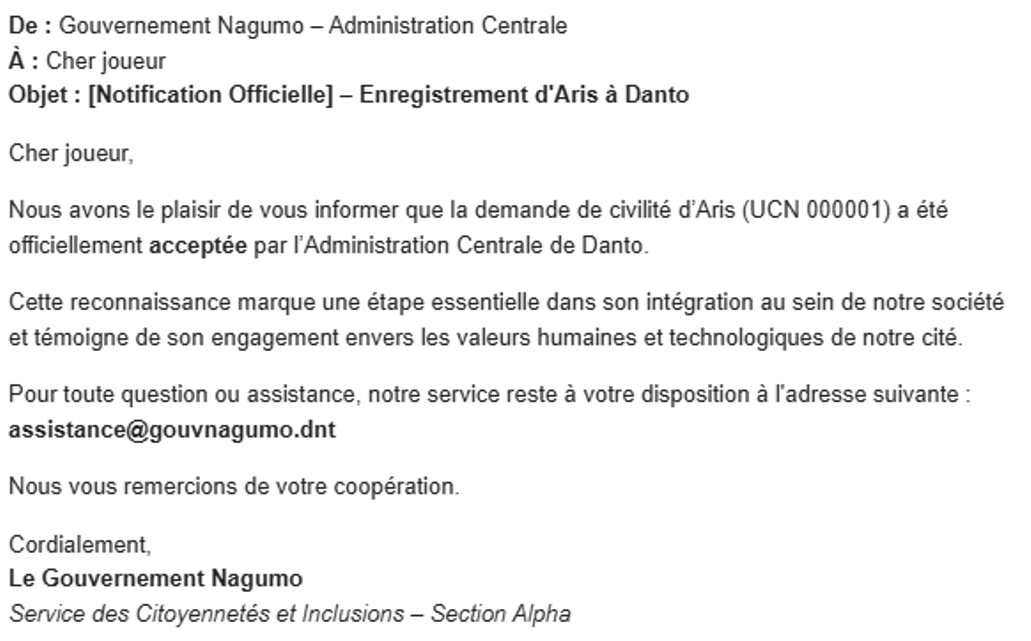 De : Gouvernement Nagumo – Administration Centrale
À : Cher joueur
Objet : [Notification Officielle] – Enregistrement d'Aris à Danto
Cher joueur,
Nous avons le plaisir de vous informer que la demande de civilité d’Aris (UCN 000001) a été
officiellement acceptée par l’Administration Centrale de Danto.
Cette reconnaissance marque une étape essentielle dans son intégration au sein de notre société
et témoigne de son engagement envers les valeurs humaines et technologiques de notre cité.
Pour toute question ou assistance, notre service reste à votre disposition à l'adresse suivante :
assistance@gouvnagumo.dnt
Nous vous remercions de votre coopération.
Cordialement,
Le Gouvernement Nagumo
Service des Citoyennetés et Inclusions – Section Alpha